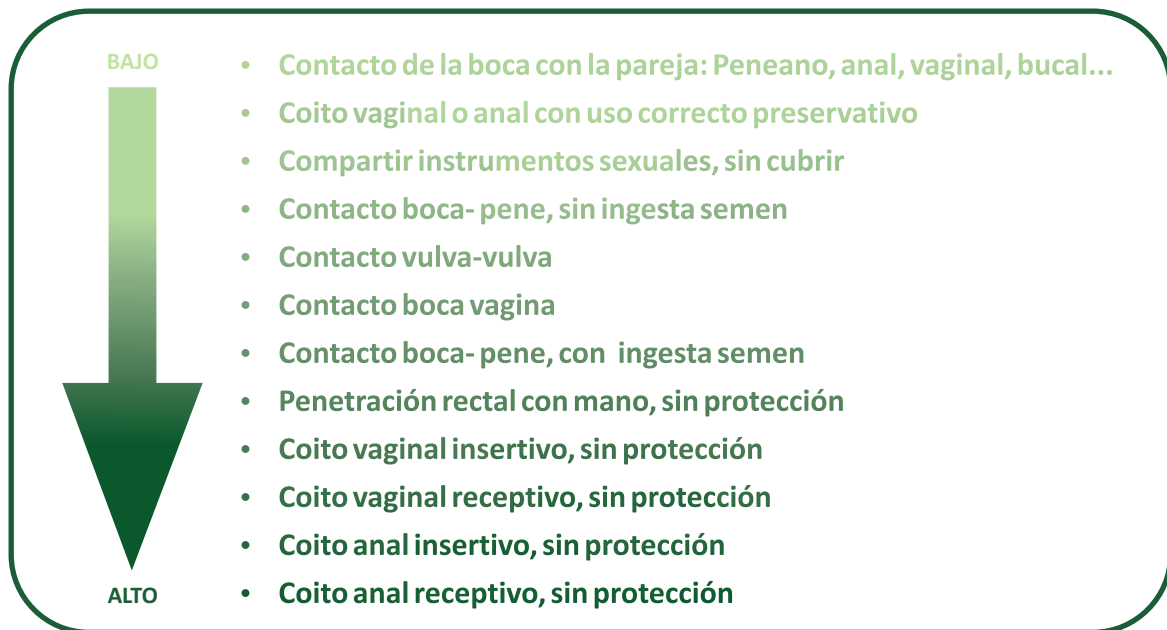 BAJO
• Contacto de la boca con la pareja: Peneano, anal, vaginal, bucal...
• Coito vaginal o anal con uso correcto preservativo
• Compartir instrumentos sexuales, sin cubrir
• Contacto boca- pene, sin ingesta semen
• Contacto vulva-vulva
• Contacto boca vagina
• Contacto boca- pene, con ingesta semen
• Penetración rectal con mano, sin protección
• Coito vaginal insertivo, sin protección
• Coito vaginal receptivo, sin protección
• Coito anal insertivo, sin protección
ALTO
• Coito anal receptivo, sin protección